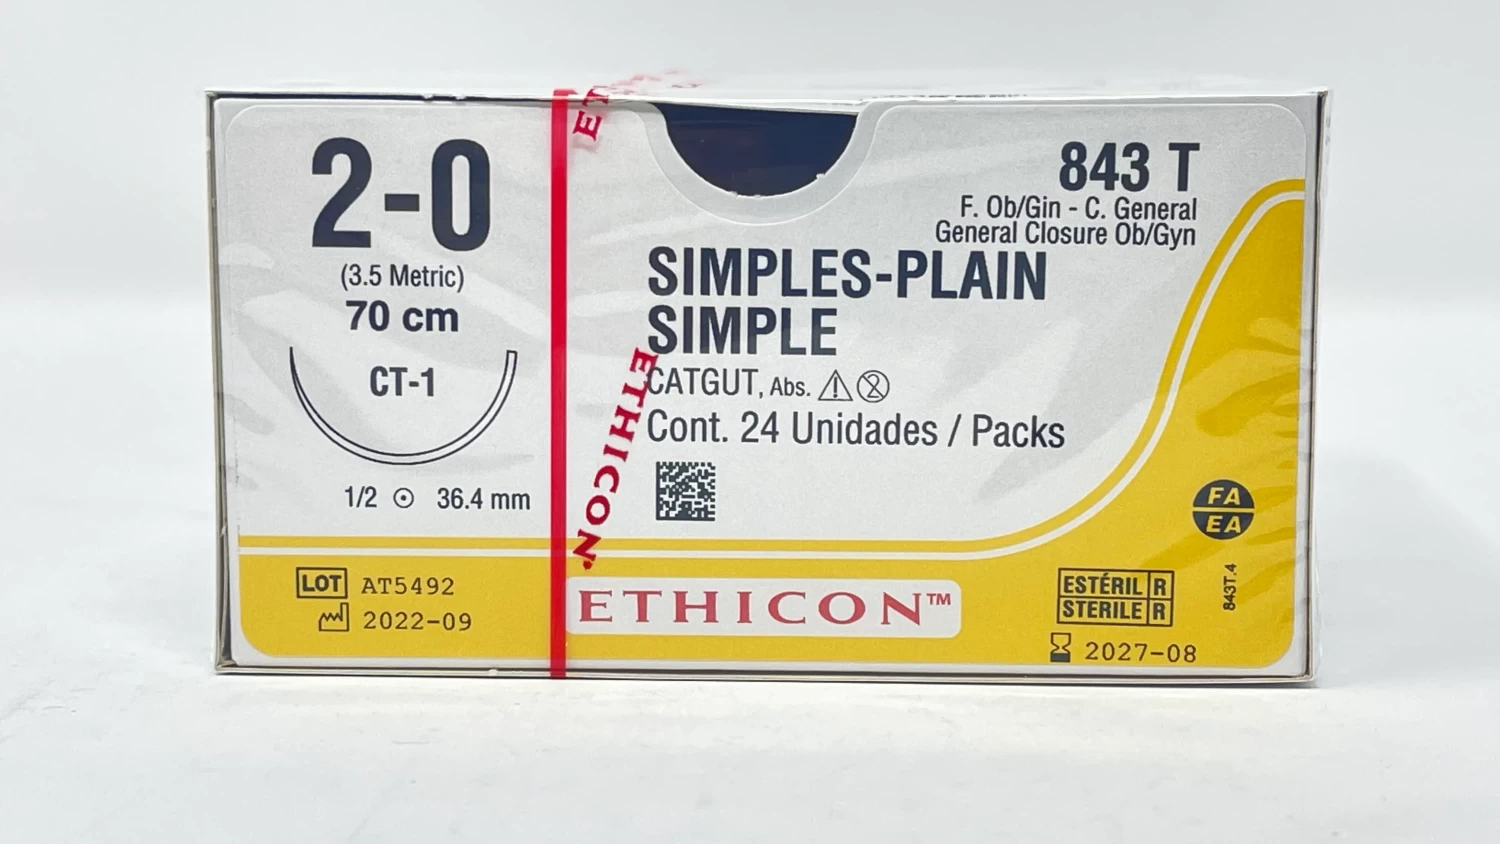 2-0
(3.5 Metric)
70 cm
CT-1
1/2 36.4 mm
LOT AT5492
2022-09
843 T
F. Ob/Gin - C. General
General Closure Ob/Gyn
SIMPLES-PLAIN
SIMPLE
CATGUT, Abs. 2
Cont. 24 Unidades / Packs
ETHICON
ETHICON™
FA
EA
843T.4
ESTÉRIL R
STERILE R
2027-08